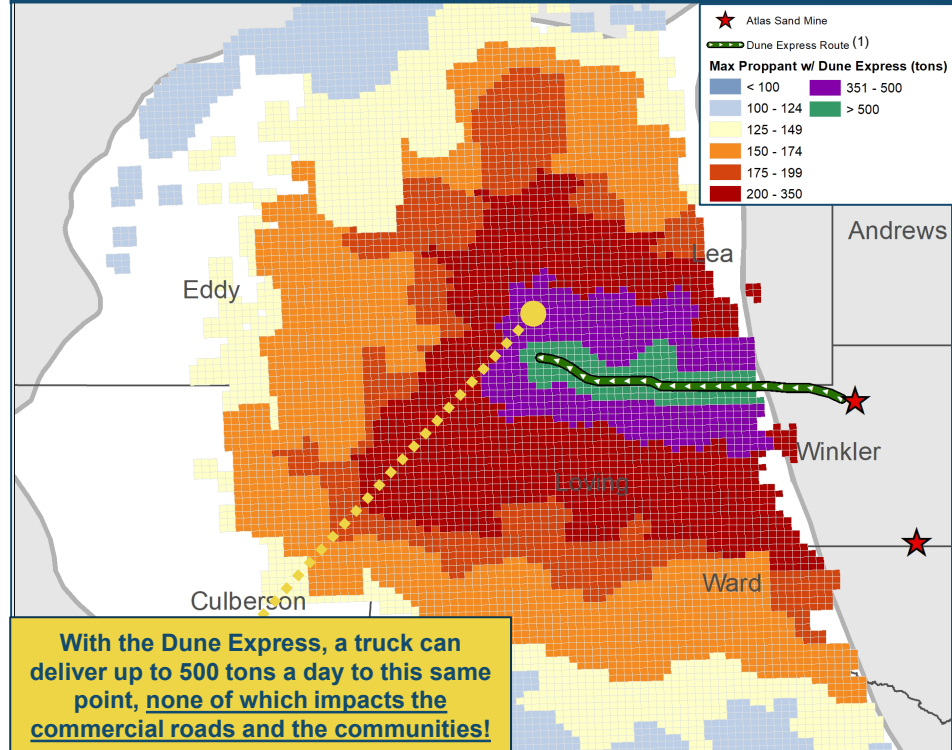 Atlas Sand Mine
Dune Express Route (1)
Max Proppant w/ Dune Express (tons)
< 100
351 - 500
100 - 124
> 500
125 - 149
150 - 174
175 - 199
200 - 350
Andrews
Lea
Eddy
Winkler
Loving
Ward
Culberson
With the Dune Express, a truck can
deliver up to 500 tons a day to this same
point, none of which impacts the
commercial roads and the communities!